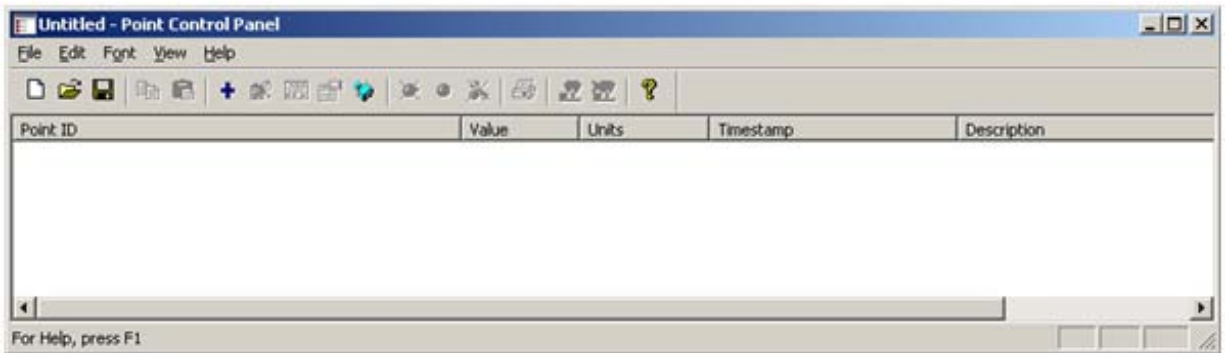 Untitled - Point Control Panel
File Edit Font View Help
Point ID Value Units Timestamp Description
For Help, press F1